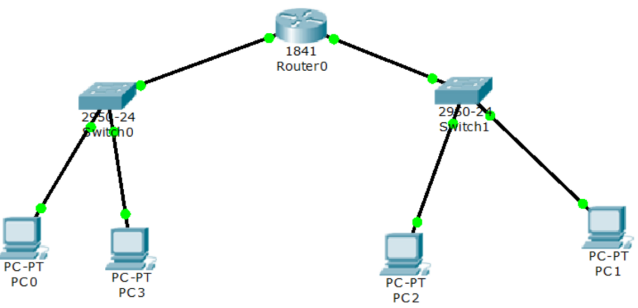 1841
Router0
2950-24
Switch0
2950-24
Switch1
PC-PT
PC0
PC-PT
PC3
PC-PT
PC2
PC-PT
PC1